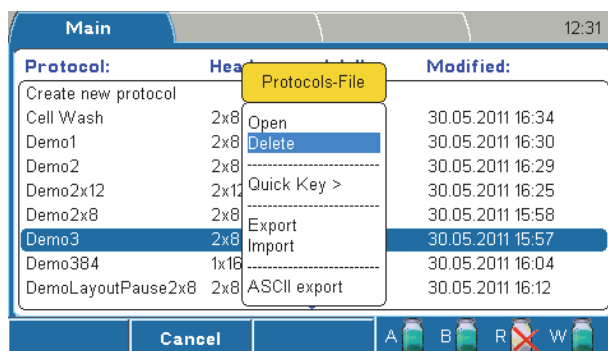 Main 12:31
Protocol: Hea Modified:
Protocols-File
Create new protocol
Cell Wash 2x8 30.05.2011 16:34
Demo1 2x8 30.05.2011 16:30
Demo2 2x8 30.05.2011 16:29
Demo2x12 2x12 30.05.2011 16:25
Demo2x8 2x8 30.05.2011 15:58
Demo3 2x8 30.05.2011 15:57
Demo384 1x16 30.05.2011 16:04
DemoLayoutPause2x8 2x8 30.05.2011 16:12
Open
Delete
Quick Key >
Export
Import
ASCII export
Cancel A B R W